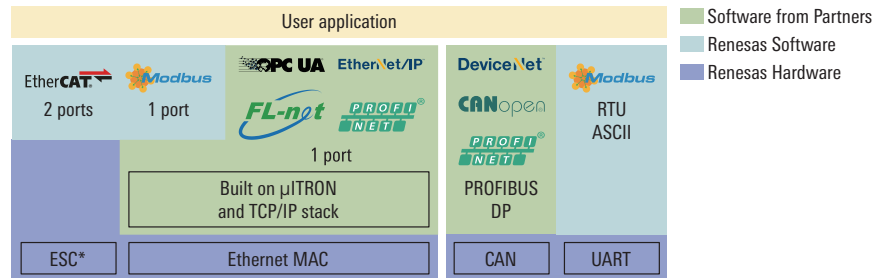 User application
Software from Partners
Renesas Software
Renesas Hardware
EtherCAT
2 ports
Modbus
1 port
OPC UA
EtherNet/IP
FL-net
PROFI
NET
1 port
Built on µITRON
and TCP/IP stack
DeviceNet
CANopen
PROFI
NET
PROFIBUS
DP
Modbus
RTU
ASCII
ESC*
Ethernet MAC
CAN
UART